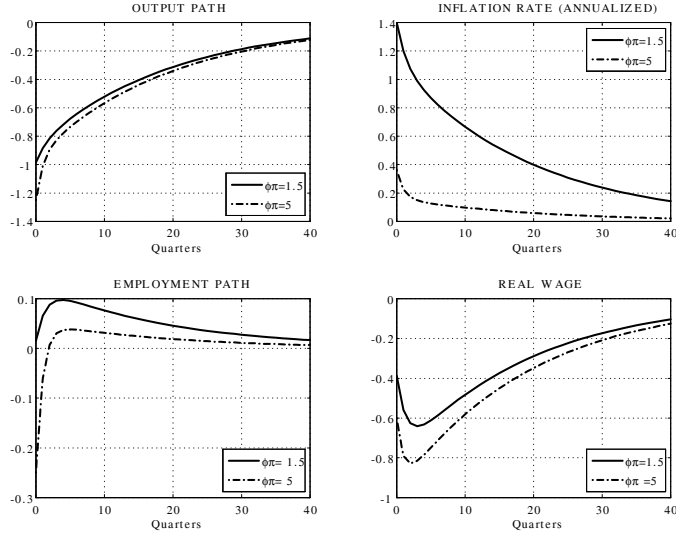 OUTPUT PATH
0
-0.2
-0.4
-0.6
-0.8
-1
-1.2
-1.4
ϕπ=1.5
ϕπ=5
0 10 20 30 40
Quarters
INFLATION RATE (ANNUALIZED)
1.4
1.2
1
0.8
0.6
0.4
0.2
0
ϕπ=1.5
ϕπ=5
0 10 20 30 40
Quarters
EMPLOYMENT PATH
0.1
0
-0.1
-0.2
-0.3
ϕπ= 1.5
ϕπ= 5
0 10 20 30 40
Quarters
REAL WAGE
0
-0.2
-0.4
-0.6
-0.8
-1
ϕπ=1.5
ϕπ =5
0 10 20 30 40
Quarters